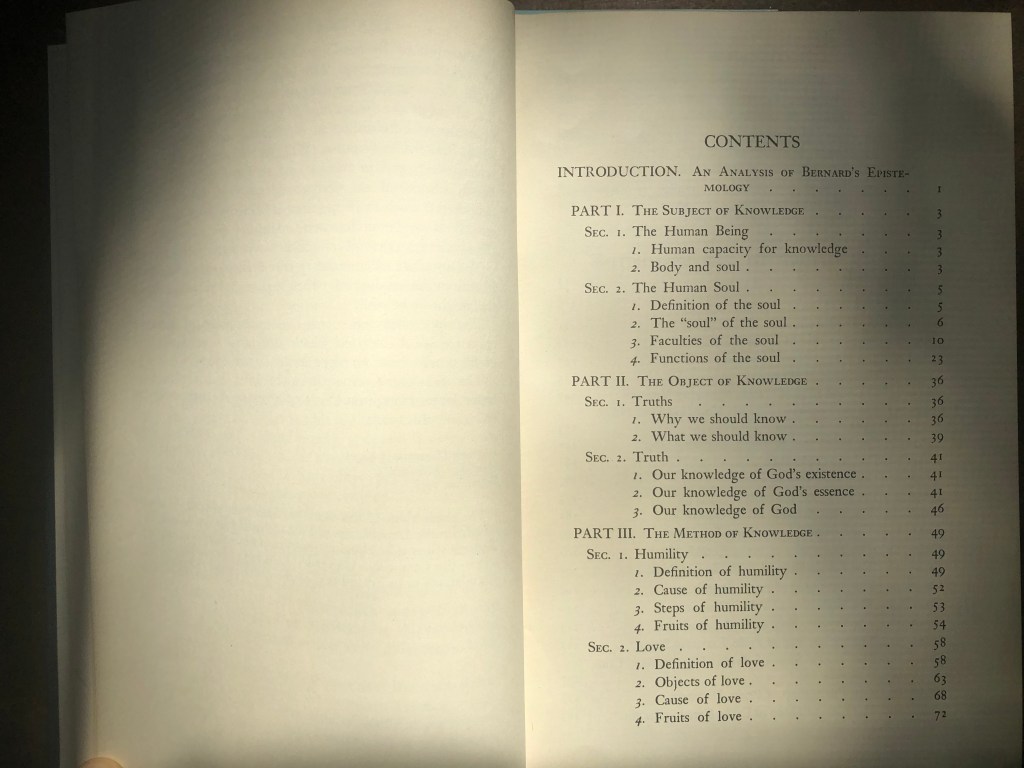 CONTENTS
INTRODUCTION. An Analysis of Bernard's Episte-
mology . . . . . . . 1
PART I. The Subject of Knowledge . . . . . 3
Sec. 1. The Human Being . . . . . . . 3
1. Human capacity for knowledge . . . 3
2. Body and soul . . . . . . . . 3
Sec. 2. The Human Soul . . . . . . . . 5
1. Definition of the soul . . . . . . 5
2. The "soul" of the soul . . . . . . 6
3. Faculties of the soul . . . . . . 10
4. Functions of the soul . . . . . . 23
PART II. The Object of Knowledge . . . . . 36
Sec. 1. Truths . . . . . . . . . . 36
1. Why we should know . . . . . . 36
2. What we should know . . . . . . 39
Sec. 2. Truth . . . . . . . . . . . 41
1. Our knowledge of God's existence . . . 41
2. Our knowledge of God's essence . . . 41
3. Our knowledge of God . . . . . 46
PART III. The Method of Knowledge . . . . . 49
Sec. 1. Humility . . . . . . . . . . 49
1. Definition of humility . . . . . . 49
2. Cause of humility . . . . . . . 52
3. Steps of humility . . . . . . . 53
4. Fruits of humility . . . . . . . 54
Sec. 2. Love . . . . . . . . . . . 58
1. Definition of love . . . . . . . 58
2. Objects of love . . . . . . . . 63
3. Cause of love . . . . . . . . 68
4. Fruits of love . . . . . . . . 72